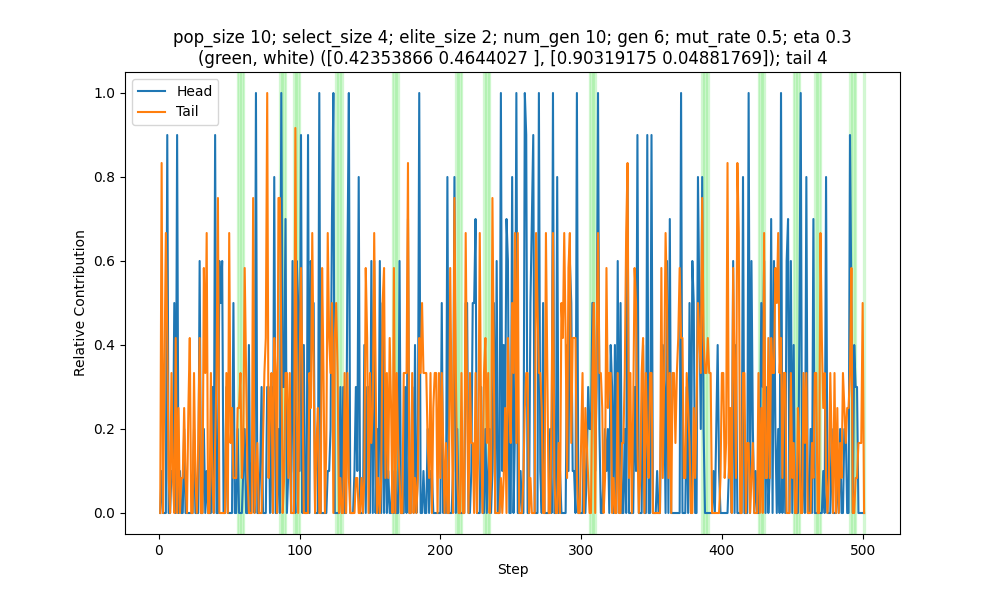 pop_size 10; select_size 4; elite_size 2; num_gen 10; gen 6; mut_rate 0.5; eta 0.3
(green, white) ([0.42353866 0.4644027 ], [0.90319175 0.04881769]); tail 4
Head
Tail
Relative Contribution
1.0
0.8
0.6
0.4
0.2
0.0
0 100 200 300 400 500
Step